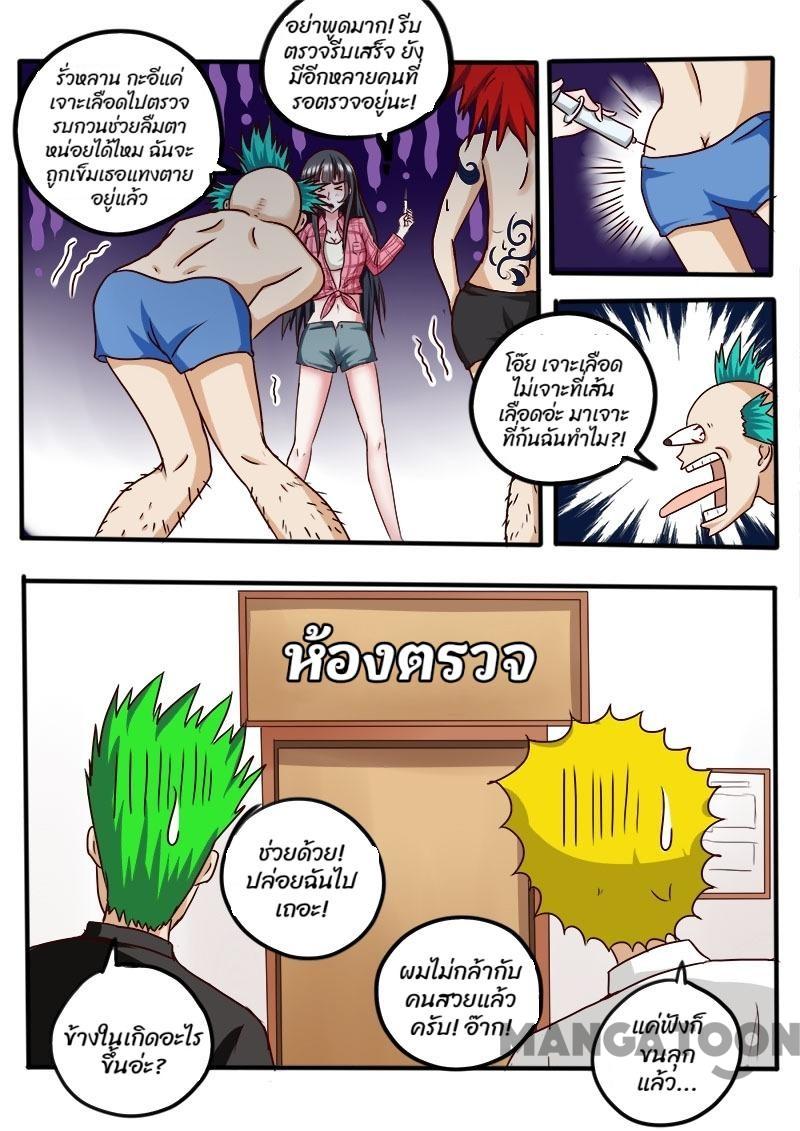 รั่วหลาน กะอีแค่
เจาะเลือดไปตรวจ
รบกวนช่วยลืมตา
หน่อยได้ไหม ฉันจะ
ถูกเข็มเธอแทงตาย
อยู่แล้ว
อย่าพูดมาก! รีบ
ตรวจรีบเสร็จ ยัง
มีอีกหลายคนที่
รอตรวจอยู่นะ!
โอ๊ย เจาะเลือด
ไม่เจาะที่เส้น
เลือดอ่ะ มาเจาะ
ที่ก้นฉันทำไม?!
ห้องตรวจ
ช่วยด้วย!
ปล่อยฉันไป
เถอะ!
ผมไม่กล้ากับ
คนสวยแล้ว
ครับ! อ๊าก!
ข้างในเกิดอะไร
ขึ้นอ่ะ?
แค่ฟังก็
ขนลุก
แล้ว...
MANGATOON